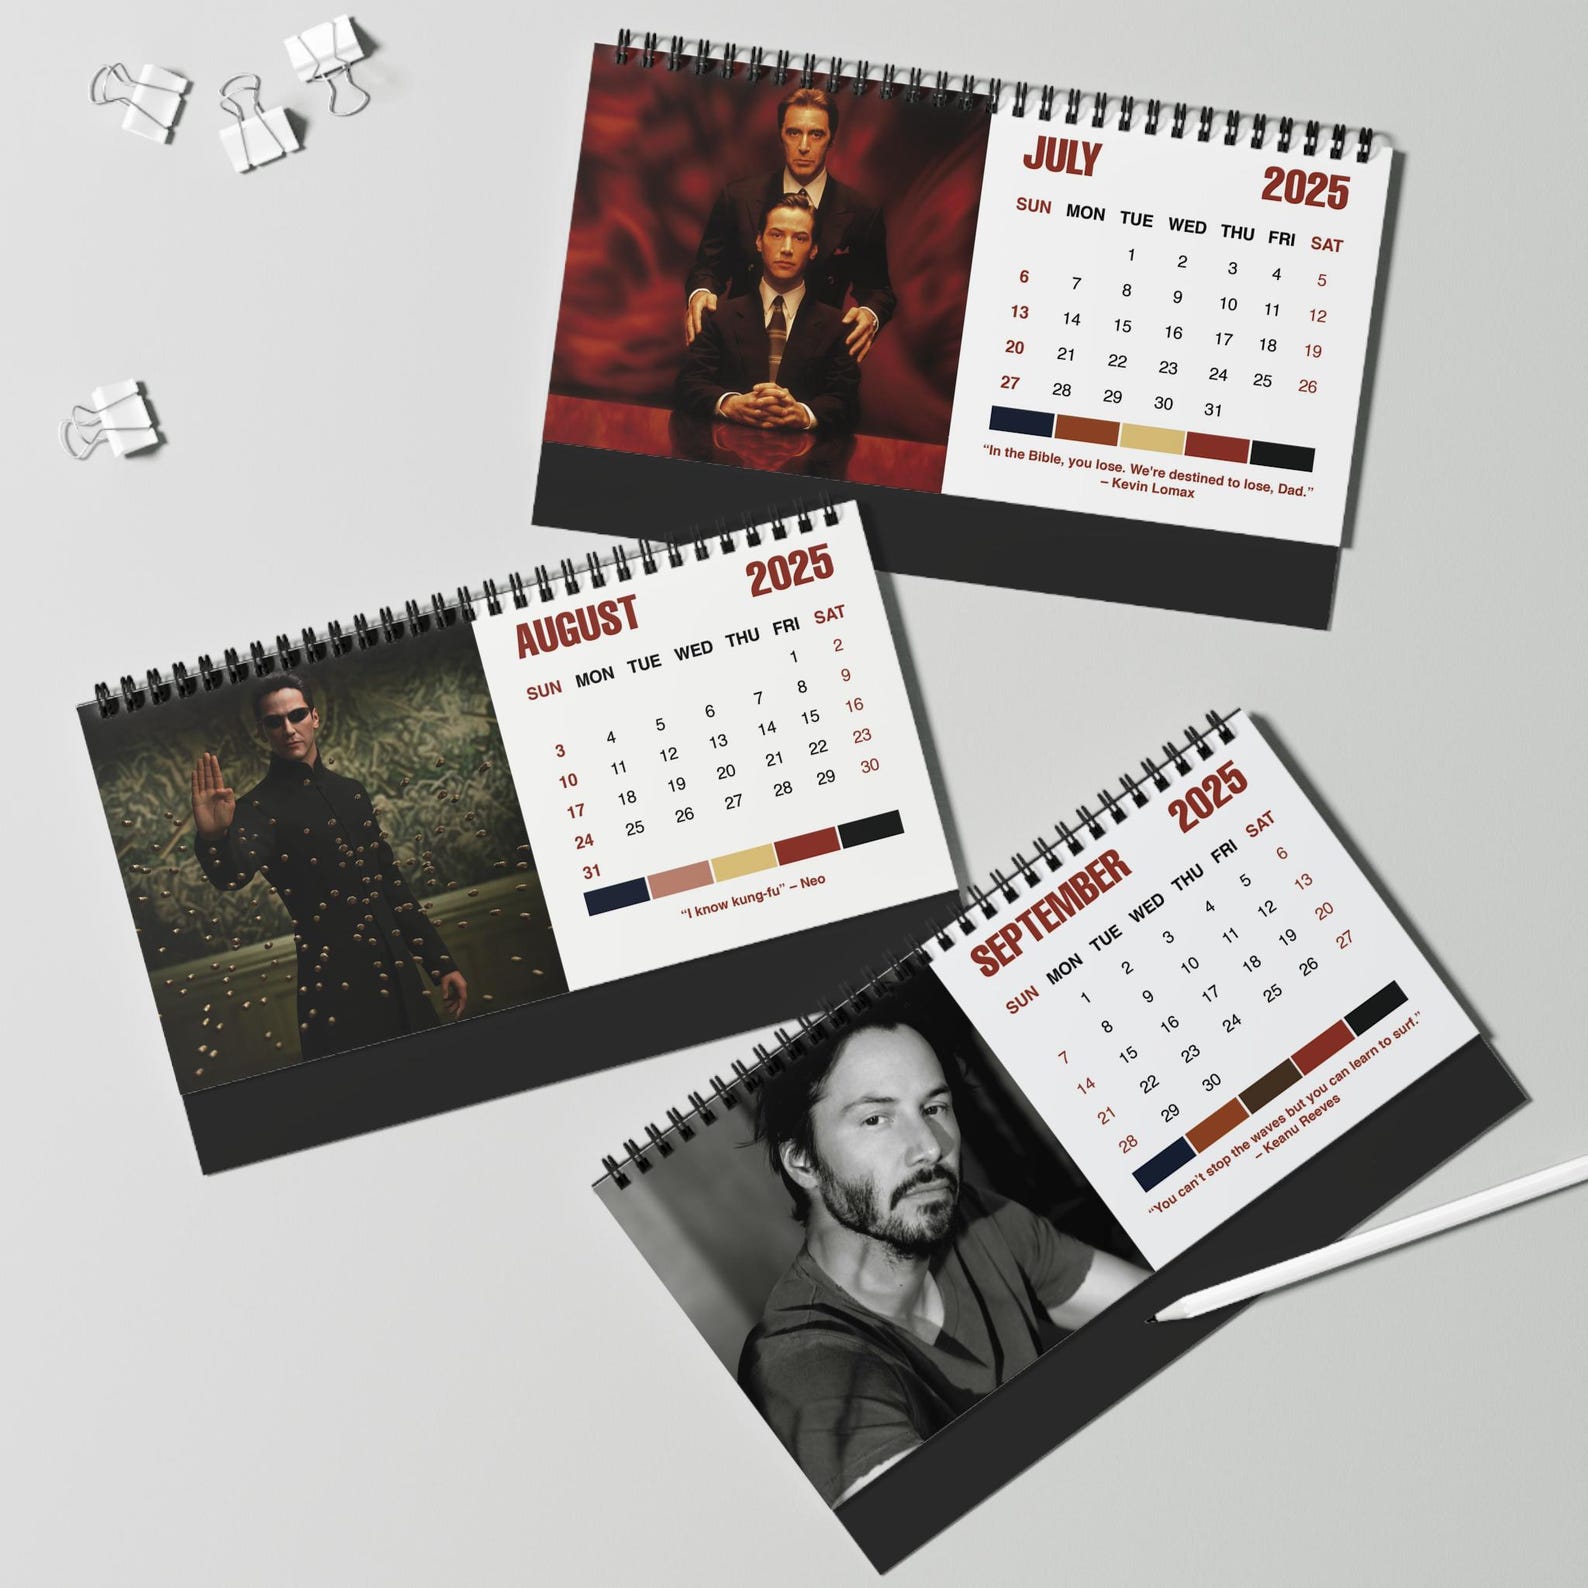 JULY
2025
SUN MON TUE WED THU FRI SAT
1 2 3 4 5
6 7 8 9 10 11 12
13 14 15 16 17 18 19
20 21 22 23 24 25 26
27 28 29 30 31
“In the Bible, you lose. We're destined to lose, Dad.”
– Kevin Lomax
AUGUST
2025
SUN MON TUE WED THU FRI SAT
1 2
3 4 5 6 7 8 9
10 11 12 13 14 15 16
17 18 19 20 21 22 23
24 25 26 27 28 29 30
31
“I know kung-fu” – Neo
SEPTEMBER
2025
SUN MON TUE WED THU FRI SAT
1 2 3 4 5 6
7 8 9 10 11 12 13
14 15 16 17 18 19 20
21 22 23 24 25 26 27
28 29 30
“You can't stop the waves but you can learn to surf.”
– Keanu Reeves